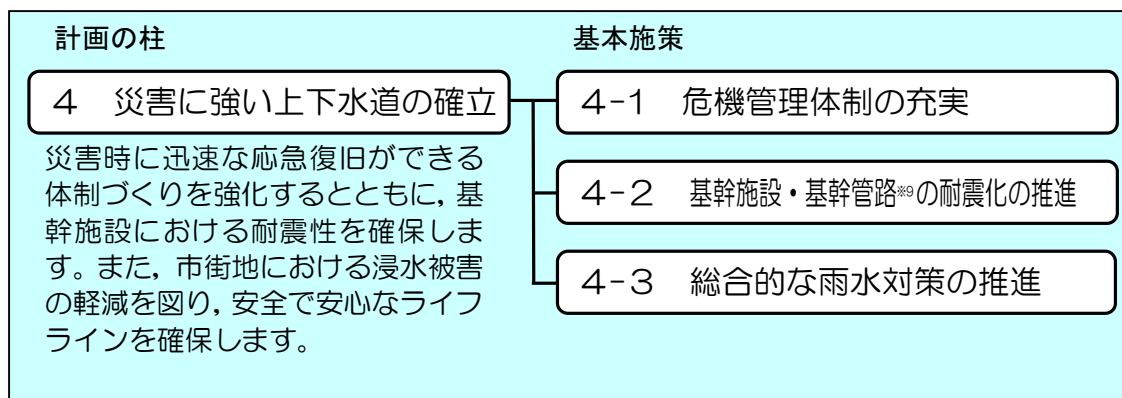 計画の柱
基本施策
4 災害に強い上下水道の確立
災害時に迅速な応急復旧ができる
体制づくりを強化するとともに，基
幹施設における耐震性を確保しま
す。また，市街地における浸水被害
の軽減を図り，安全で安心なライフ
ラインを確保します。
4-1 危機管理体制の充実
4-2 基幹施設・基幹管路※9の耐震化の推進
4-3 総合的な雨水対策の推進